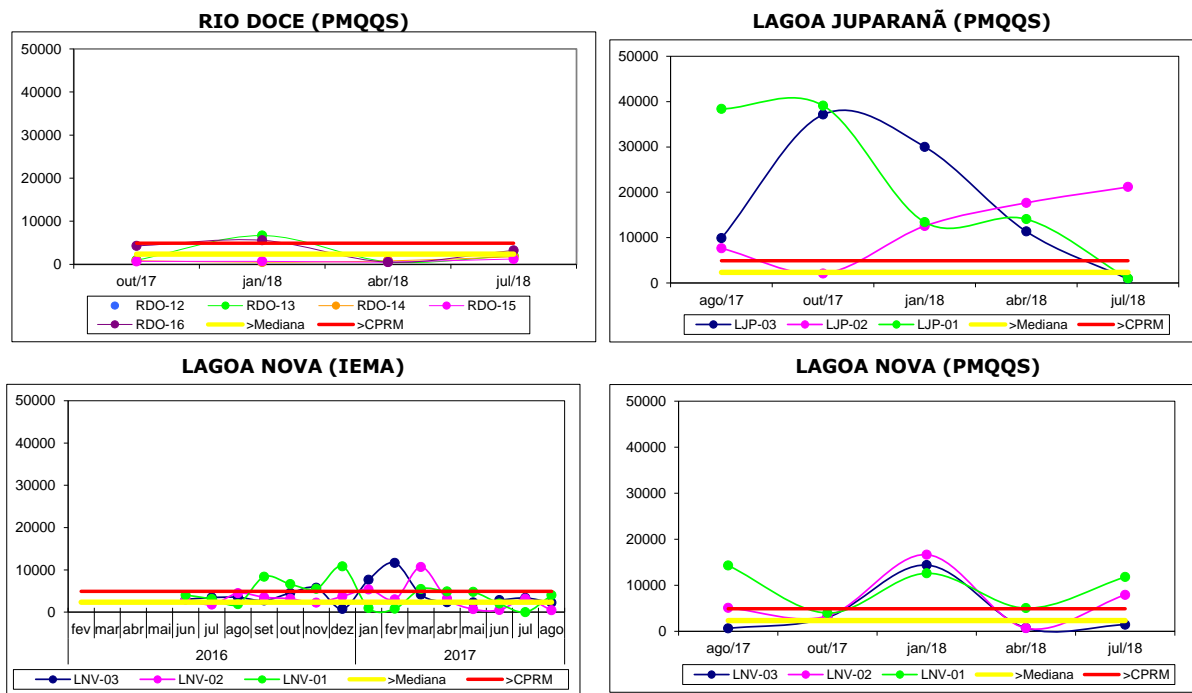 RIO DOCE (PMQQS)
50000
40000
30000
20000
10000
0
out/17 jan/18 abr/18 jul/18
RDO-12 RDO-13 RDO-14 RDO-15
RDO-16 >Mediana >CPRM
LAGOA JUPARANÃ (PMQQS)
50000
40000
30000
20000
10000
0
ago/17 out/17 jan/18 abr/18 jul/18
LJP-03 LJP-02 LJP-01 >Mediana >CPRM
LAGOA NOVA (IEMA)
50000
40000
30000
20000
10000
0
fev mar abr mai jun jul ago set out nov dez jan fev mar abr mai jun jul ago
2016 2017
LNV-03 LNV-02 LNV-01 >Mediana >CPRM
LAGOA NOVA (PMQQS)
50000
40000
30000
20000
10000
0
ago/17 out/17 jan/18 abr/18 jul/18
LNV-03 LNV-02 LNV-01 >Mediana >CPRM